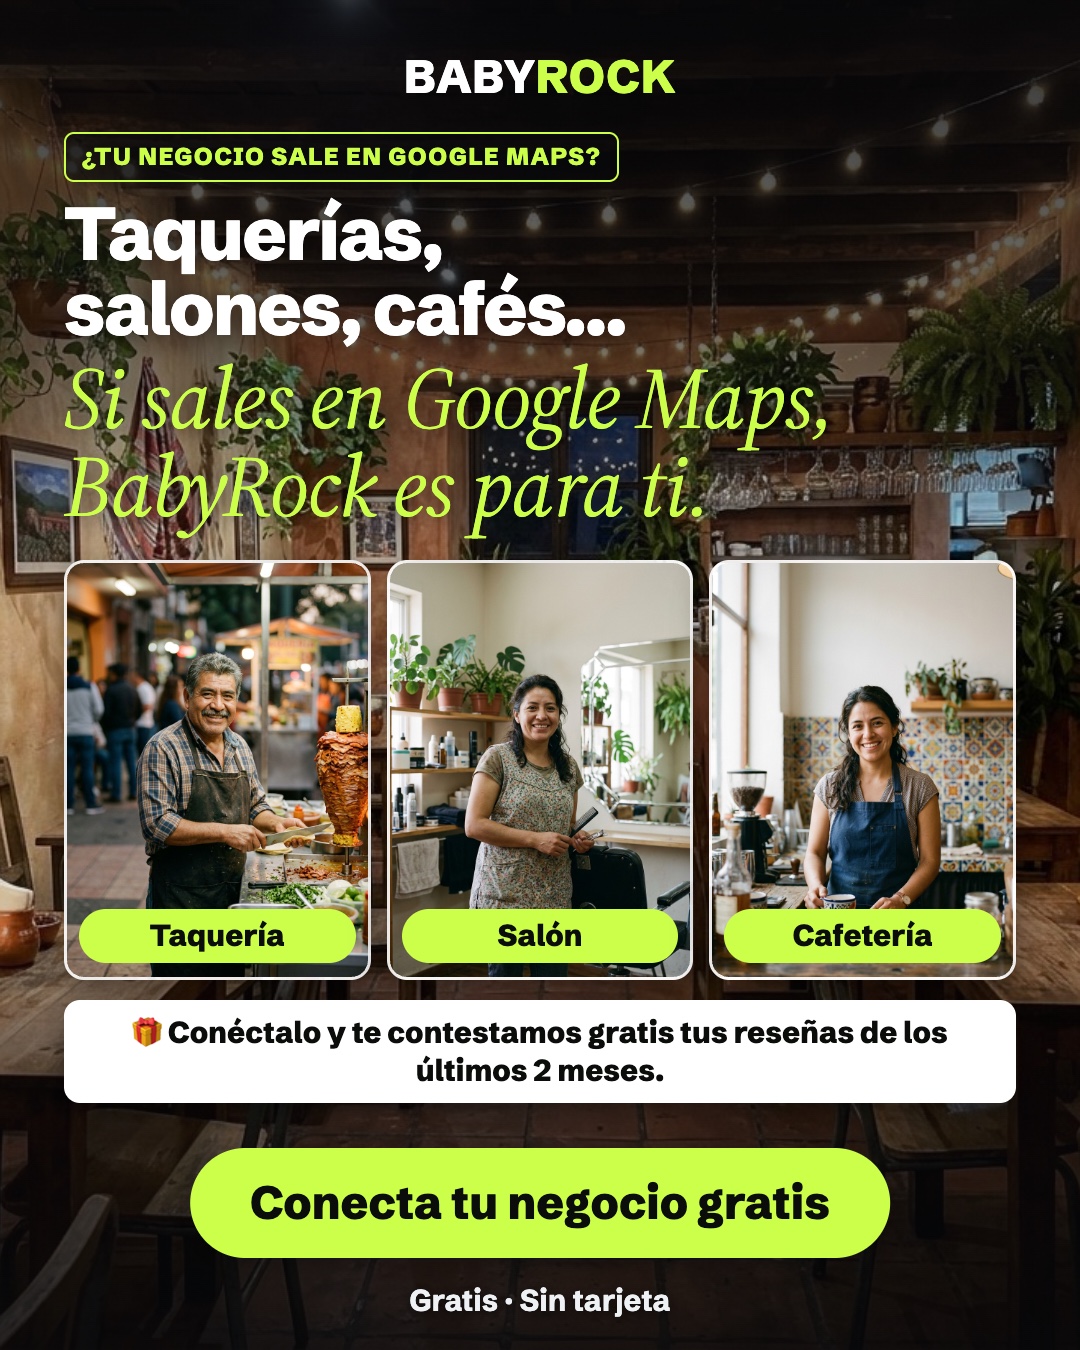 BABYROCK
¿TU NEGOCIO SALE EN GOOGLE MAPS?
Taquerías,
salones, cafés...
Si sales en Google Maps,
BabyRock es para ti.
Taquería
Salón
Cafetería
🎁 Conéctalo y te contestamos gratis tus reseñas de los
últimos 2 meses.
Conecta tu negocio gratis
Gratis · Sin tarjeta